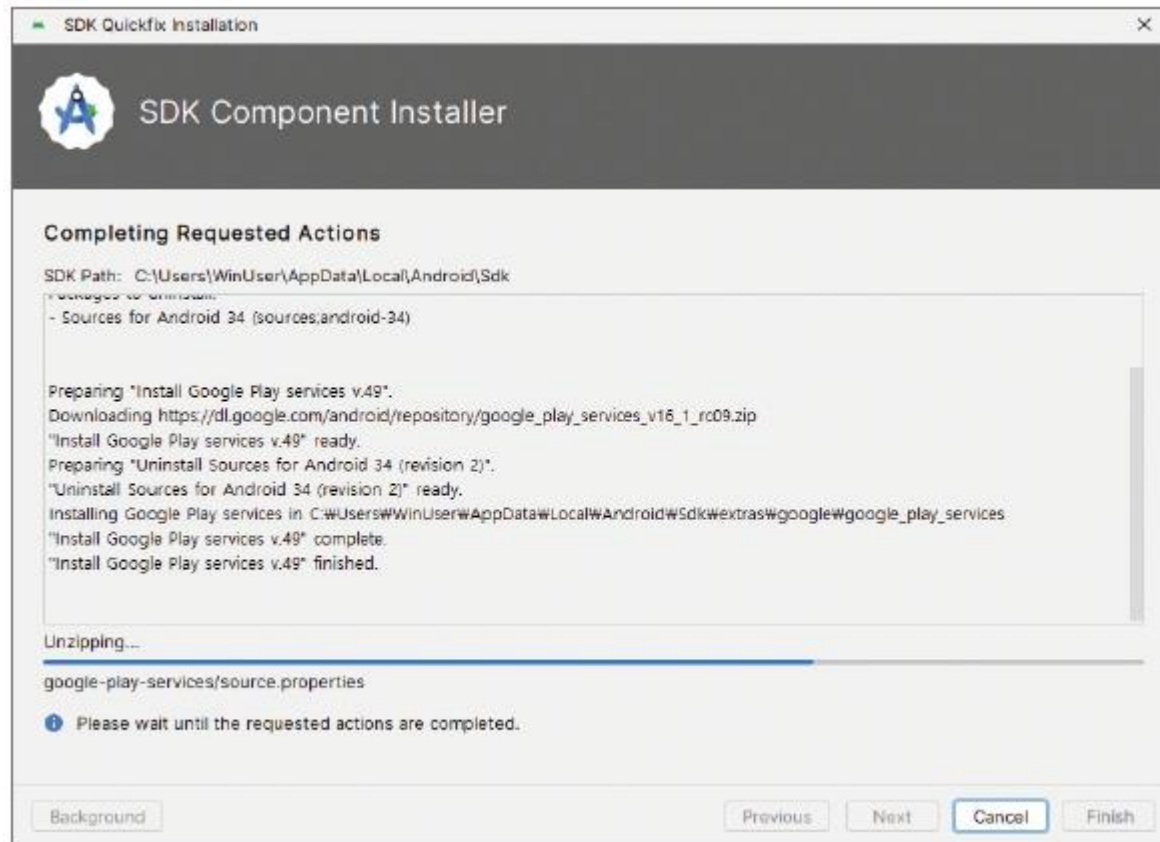 SDK Quickfix Installation
SDK Component Installer
Completing Requested Actions
SDK Path: C:\Users\WinUser\AppData\Local\Android\Sdk
Packages to uninstall:
- Sources for Android 34 (sources;android-34)
Preparing "Install Google Play services v.49".
Downloading https://dl.google.com/android/repository/google_play_services_v16_1_rc09.zip
"Install Google Play services v.49" ready.
Preparing "Uninstall Sources for Android 34 (revision 2)".
"Uninstall Sources for Android 34 (revision 2)" ready.
Installing Google Play services in C:₩Users₩WinUser₩AppData₩Local₩Android₩Sdk₩extras₩google₩google_play_services
"Install Google Play services v.49" complete.
"Install Google Play services v.49" finished.
Unzipping...
google-play-services/source.properties
Please wait until the requested actions are completed.
Background Previous Next Cancel Finish